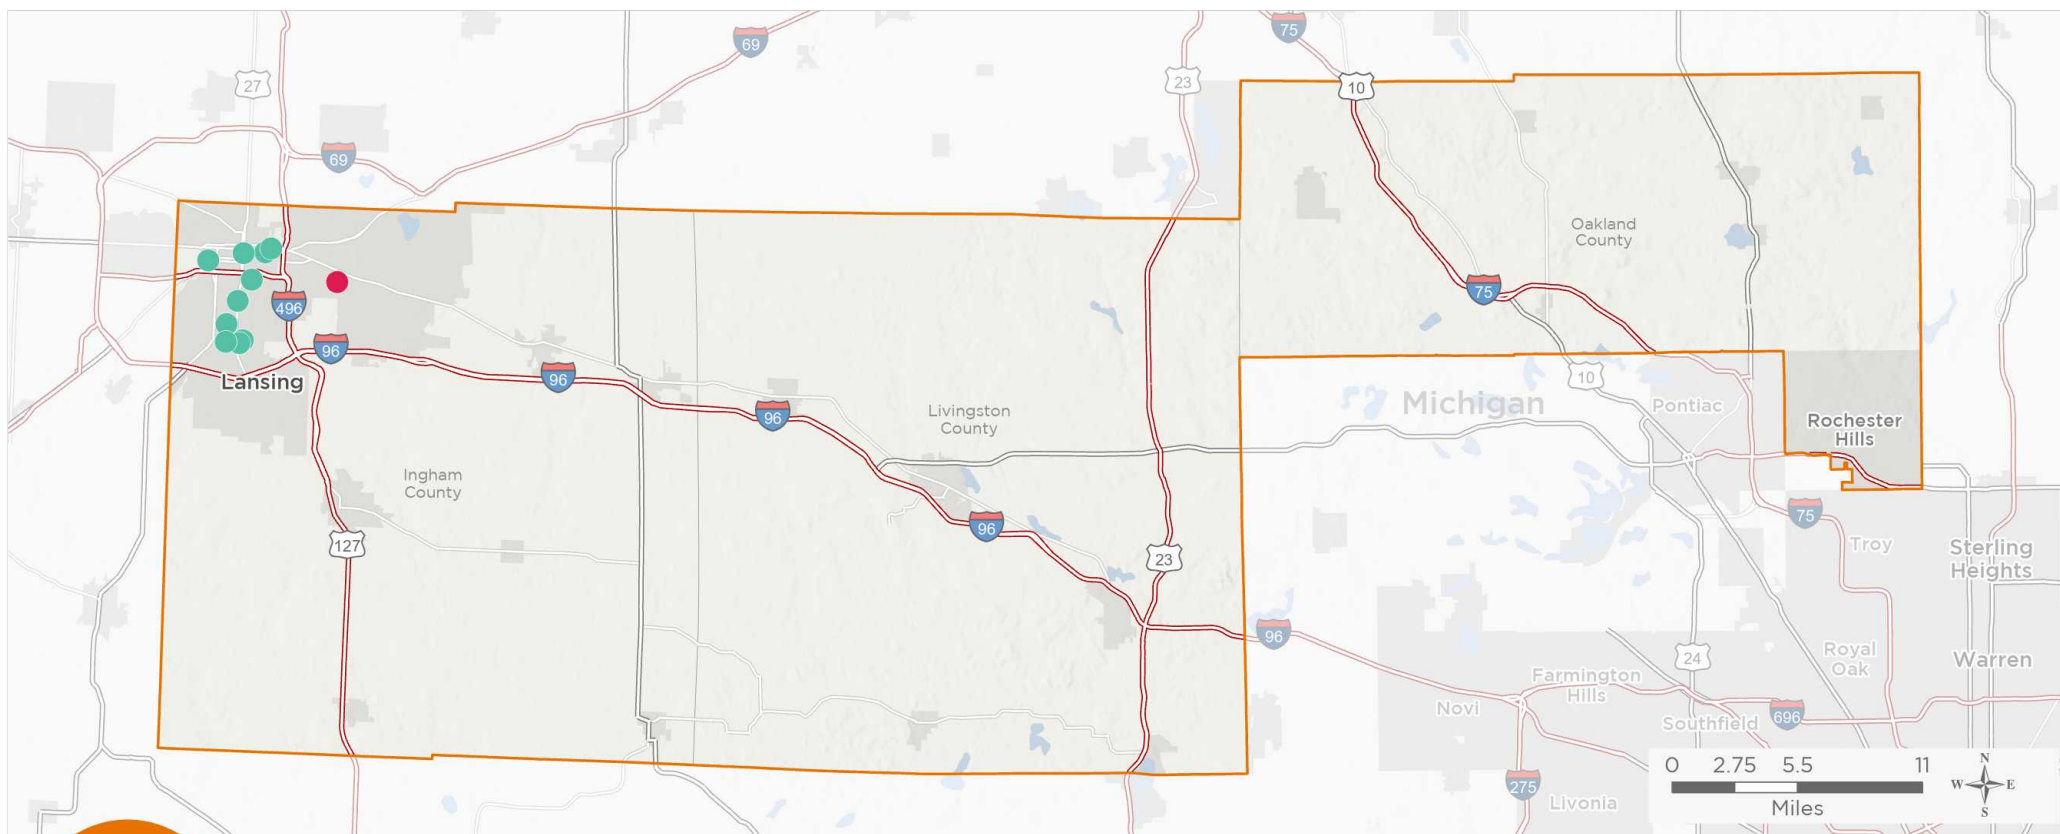 75
69
27
23
10
69
Oakland
County
75
496
96
96
Lansing
10
Michigan
Pontiac
96
Livingston
County
Rochester
Hills
Ingham
County
75
96
127
23
Troy
Sterling
Heights
96
24
Royal
Oak
Warren
Farmington
Hills
Novi
Southfield
696
0 2.75 5.5 11
Miles
N
W E
S
275
Livonia